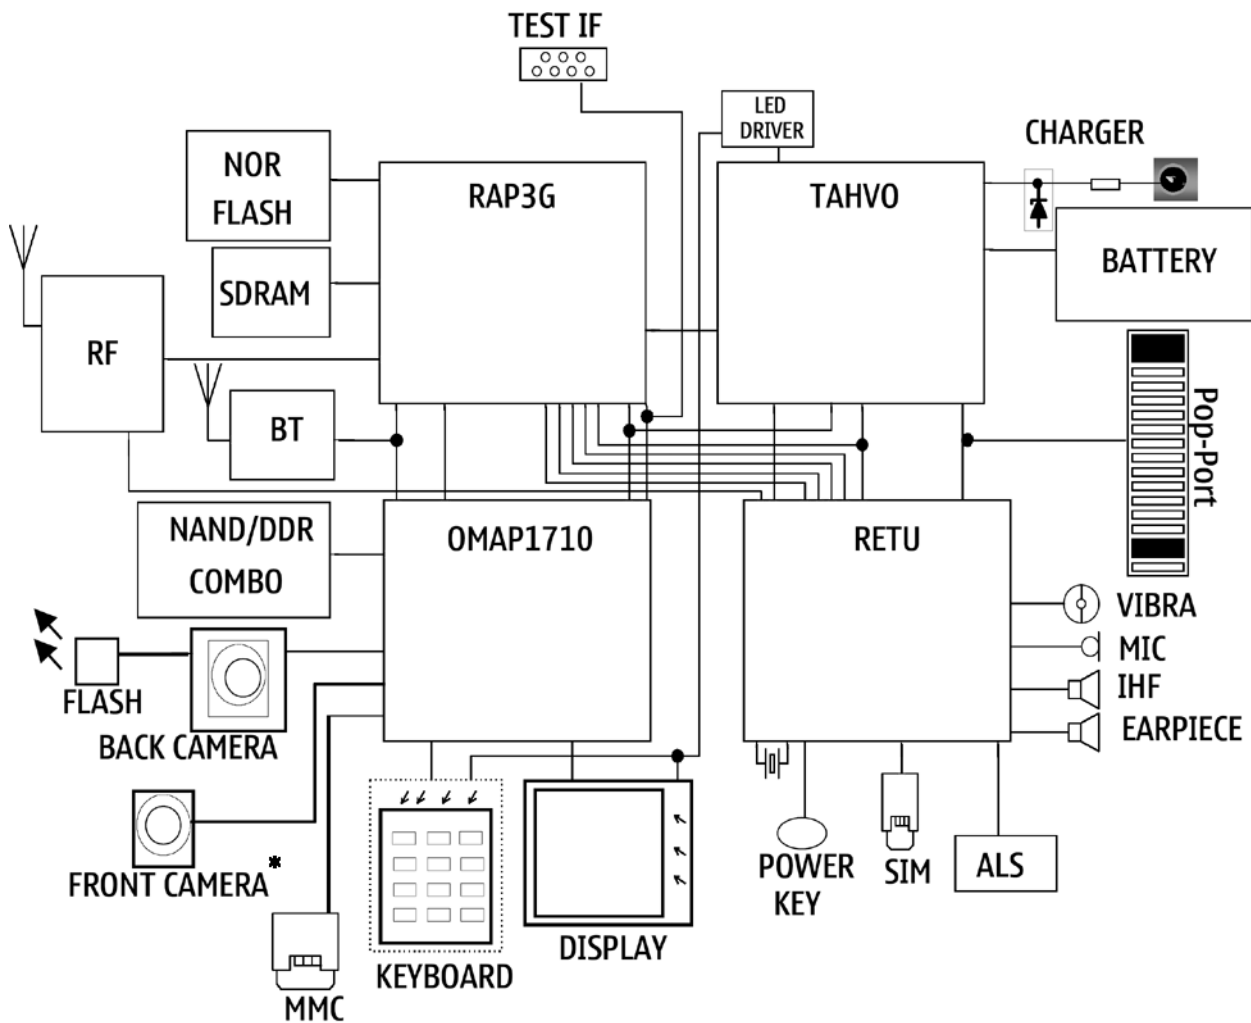 TEST IF
LED
DRIVER
CHARGER
NOR
FLASH
RAP3G
TAHVO
BATTERY
SDRAM
RF
BT
Pop-Port
NAND/DDR
COMBO
OMAP1710
RETU
VIBRA
MIC
IHF
EARPIECE
FLASH
BACK CAMERA
FRONT CAMERA*
POWER
KEY
SIM
ALS
DISPLAY
KEYBOARD
MMC